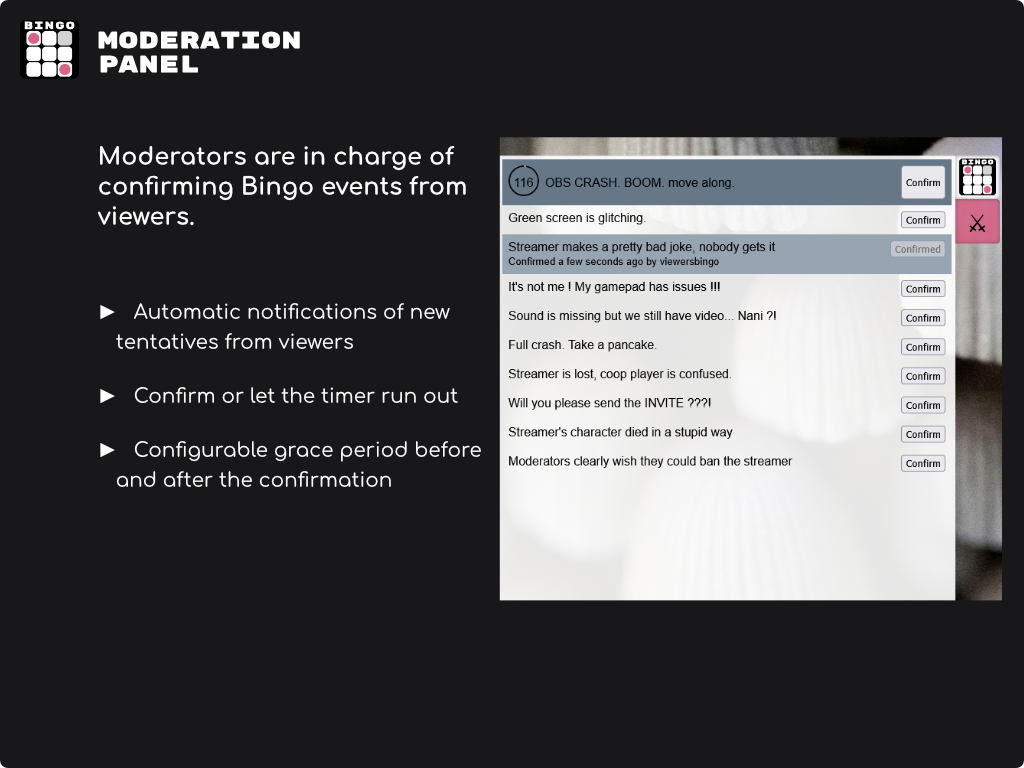 BINGO
MODERATION
PANEL
Moderators are in charge of
confirming Bingo events from
viewers.
► Automatic notifications of new
tentatives from viewers
► Confirm or let the timer run out
► Configurable grace period before
and after the confirmation
116 OBS CRASH. BOOM. move along. Confirm
BINGO
Green screen is glitching. Confirm
Streamer makes a pretty bad joke, nobody gets it Confirmed
Confirmed a few seconds ago by viewersbingo
It's not me ! My gamepad has issues !!! Confirm
Sound is missing but we still have video... Nani ?! Confirm
Full crash. Take a pancake. Confirm
Streamer is lost, coop player is confused. Confirm
Will you please send the INVITE ???! Confirm
Streamer's character died in a stupid way Confirm
Moderators clearly wish they could ban the streamer Confirm